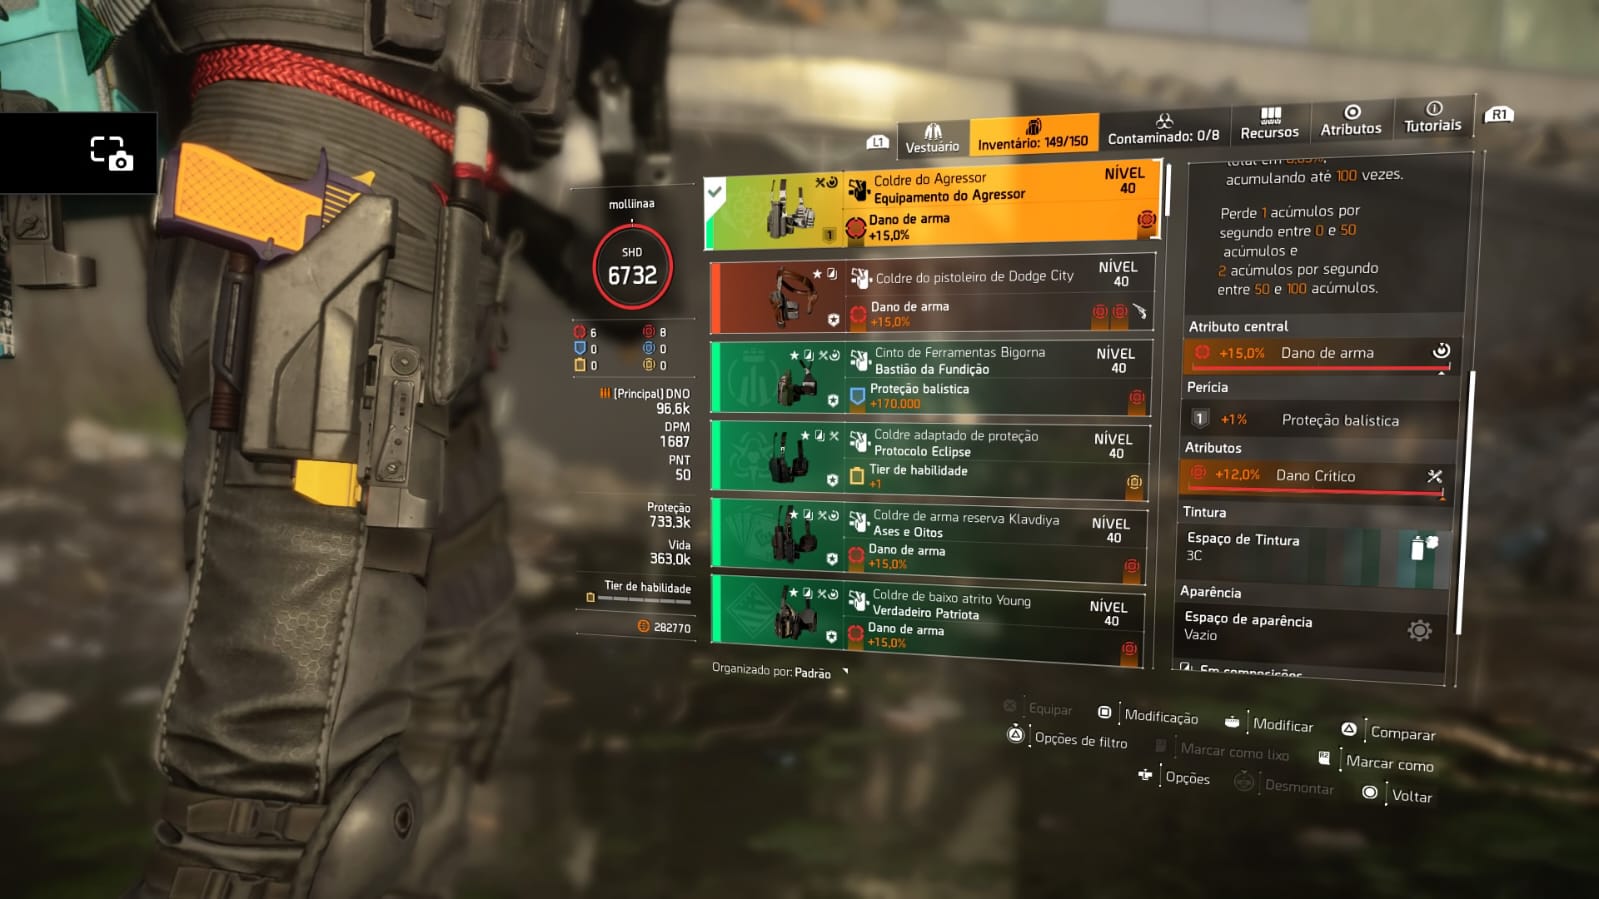 L1
Vestuário
Inventário: 149/150
Contaminado: 0/8
Recursos
Atributos
Tutoriais
R1
molliinaa
SHD
6732
6
8
0
0
0
0
[Principal] DNO
96,6k
DPM
1687
PNT
50
Proteção
733,3k
Vida
363,0k
Tier de habilidade
282770
Coldre do Agressor
Equipamento do Agressor
NÍVEL
40
Dano de arma
+15,0%
1
Coldre do pistoleiro de Dodge City
NÍVEL
40
Dano de arma
+15,0%
Cinto de Ferramentas Bigorna
Bastião da Fundição
NÍVEL
40
Proteção balística
+170.000
Coldre adaptado de proteção
Protocolo Eclipse
NÍVEL
40
Tier de habilidade
+1
Coldre de arma reserva Klavdiya
Ases e Oitos
NÍVEL
40
Dano de arma
+15,0%
Coldre de baixo atrito Young
Verdadeiro Patriota
NÍVEL
40
Dano de arma
+15,0%
Organizado por: Padrão
acumulando até 100 vezes.
Perde 1 acúmulos por
segundo entre 0 e 50
acúmulos e
2 acúmulos por segundo
entre 50 e 100 acúmulos.
Atributo central
+15,0% Dano de arma
Perícia
1 +1% Proteção balística
Atributos
+12,0% Dano Crítico
Tintura
Espaço de Tintura
3C
Aparência
Espaço de aparência
Vazio
Em composições
Equipar
Modificação
Modificar
Comparar
Opções de filtro
Marcar como lixo
R2
Marcar como
Opções
Desmontar
Voltar